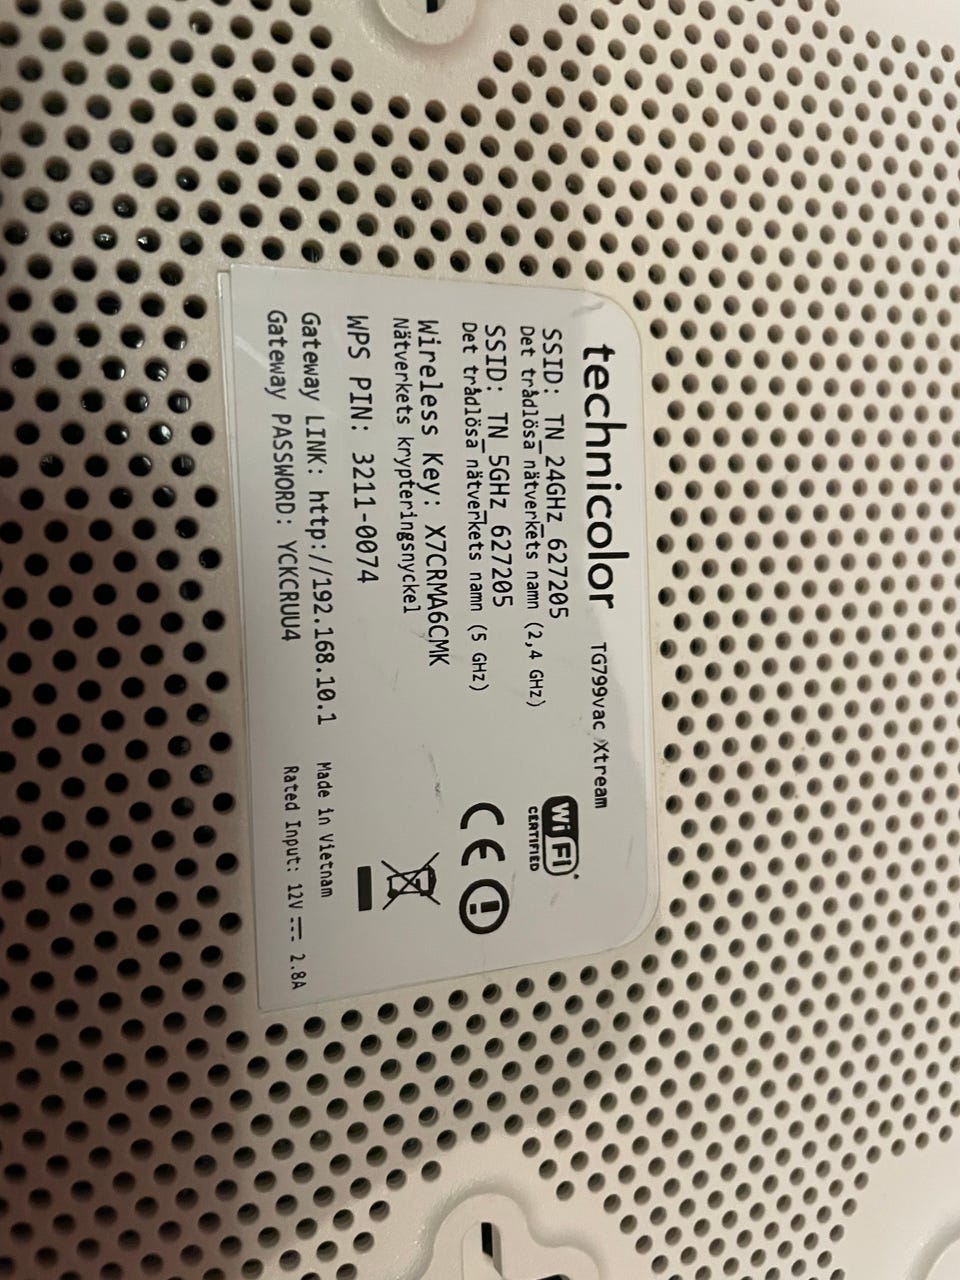 technicolor TG799vac Xtream
SSID: TN_24GHz_627205
Det trådlösa nätverkets namn (2,4 GHz)
SSID: TN_5GHz_627205
Det trådlösa nätverkets namn (5 GHz)
Wireless Key: X7CRMA6CMK
Nätverkets krypteringsnyckel
WPS PIN: 3211-0074
Gateway LINK: http://192.168.10.1
Gateway PASSWORD: YCKCRUU4
Wi Fi
CERTIFIED
CE
Made in Vietnam
Rated Input: 12V ⎓ 2.8A